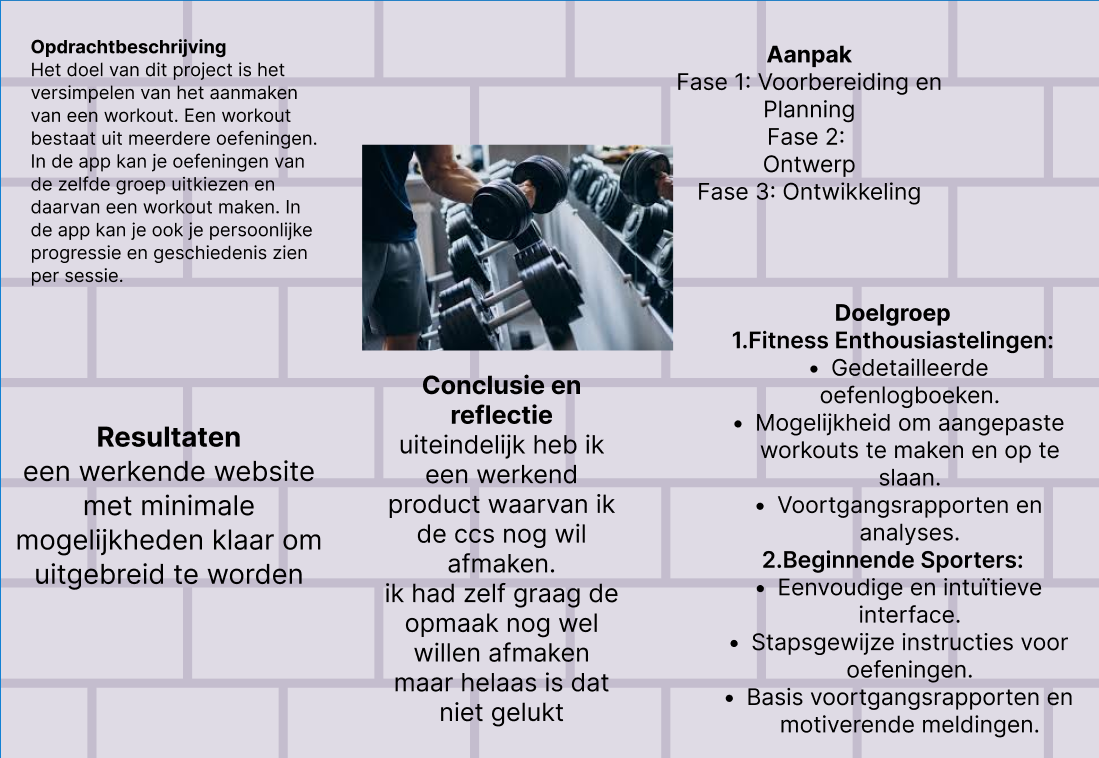 Opdrachtbeschrijving
Het doel van dit project is het
versimpelen van het aanmaken
van een workout. Een workout
bestaat uit meerdere oefeningen.
In de app kan je oefeningen van
de zelfde groep uitkiezen en
daarvan een workout maken. In
de app kan je ook je persoonlijke
progressie en geschiedenis zien
per sessie.
Resultaten
een werkende website
met minimale
mogelijkheden klaar om
uitgebreid te worden
Conclusie en
reflectie
uiteindelijk heb ik
een werkend
product waarvan ik
de ccs nog wil
afmaken.
ik had zelf graag de
opmaak nog wel
willen afmaken
maar helaas is dat
niet gelukt
Aanpak
Fase 1: Voorbereiding en
Planning
Fase 2:
Ontwerp
Fase 3: Ontwikkeling
Doelgroep
1.Fitness Enthousiastelingen:
• Gedetailleerde
oefenlogboeken.
• Mogelijkheid om aangepaste
workouts te maken en op te
slaan.
• Voortgangsrapporten en
analyses.
2.Beginnende Sporters:
• Eenvoudige en intuïtieve
interface.
• Stapsgewijze instructies voor
oefeningen.
• Basis voortgangsrapporten en
motiverende meldingen.